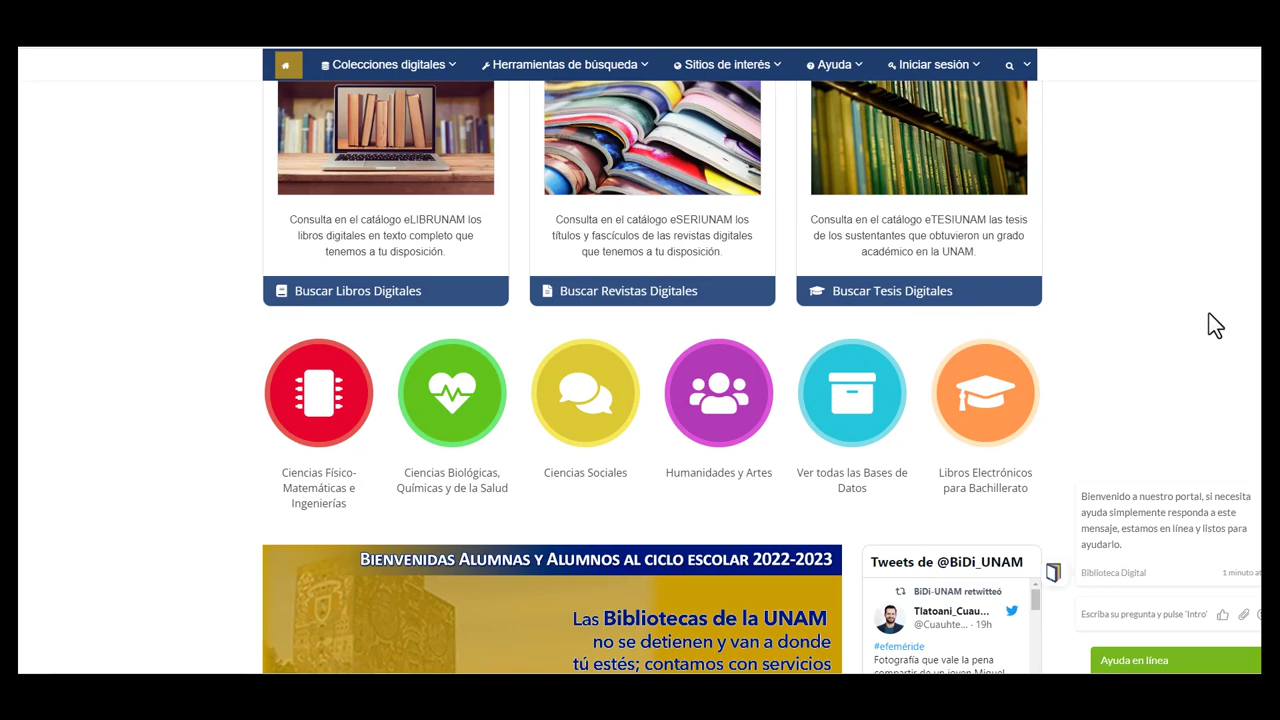 Colecciones digitales
Herramientas de búsqueda
Sitios de interés
Ayuda
Iniciar sesión
Consulta en el catálogo eLIBRUNAM los
libros digitales en texto completo que
tenemos a tu disposición.
Buscar Libros Digitales
Consulta en el catálogo eSERIUNAM los
títulos y fascículos de las revistas digitales
que tenemos a tu disposición.
Buscar Revistas Digitales
Consulta en el catálogo eTESIUNAM las tesis
de los sustentantes que obtuvieron un grado
académico en la UNAM.
Buscar Tesis Digitales
Ciencias Físico-
Matemáticas e
Ingenierías
Ciencias Biológicas,
Químicas y de la Salud
Ciencias Sociales
Humanidades y Artes
Ver todas las Bases de
Datos
Libros Electrónicos
para Bachillerato
Bienvenido a nuestro portal, si necesita
ayuda simplemente responda a este
mensaje, estamos en línea y listos para
ayudarlo.
Biblioteca Digital
1 minuto at
Escriba su pregunta y pulse 'Intro'
Ayuda en línea
BIENVENIDAS ALUMNAS Y ALUMNOS AL CICLO ESCOLAR 2022-2023
Las Bibliotecas de la UNAM
no se detienen y van a donde
tú estés; contamos con servicios
Tweets de @BiDi_UNAM
BiDi-UNAM retwitteó
Tlatoani_Cuau...
@Cuauhte... · 19h
#efeméride
Fotografía que vale la pena
compartir de un joven Miguel